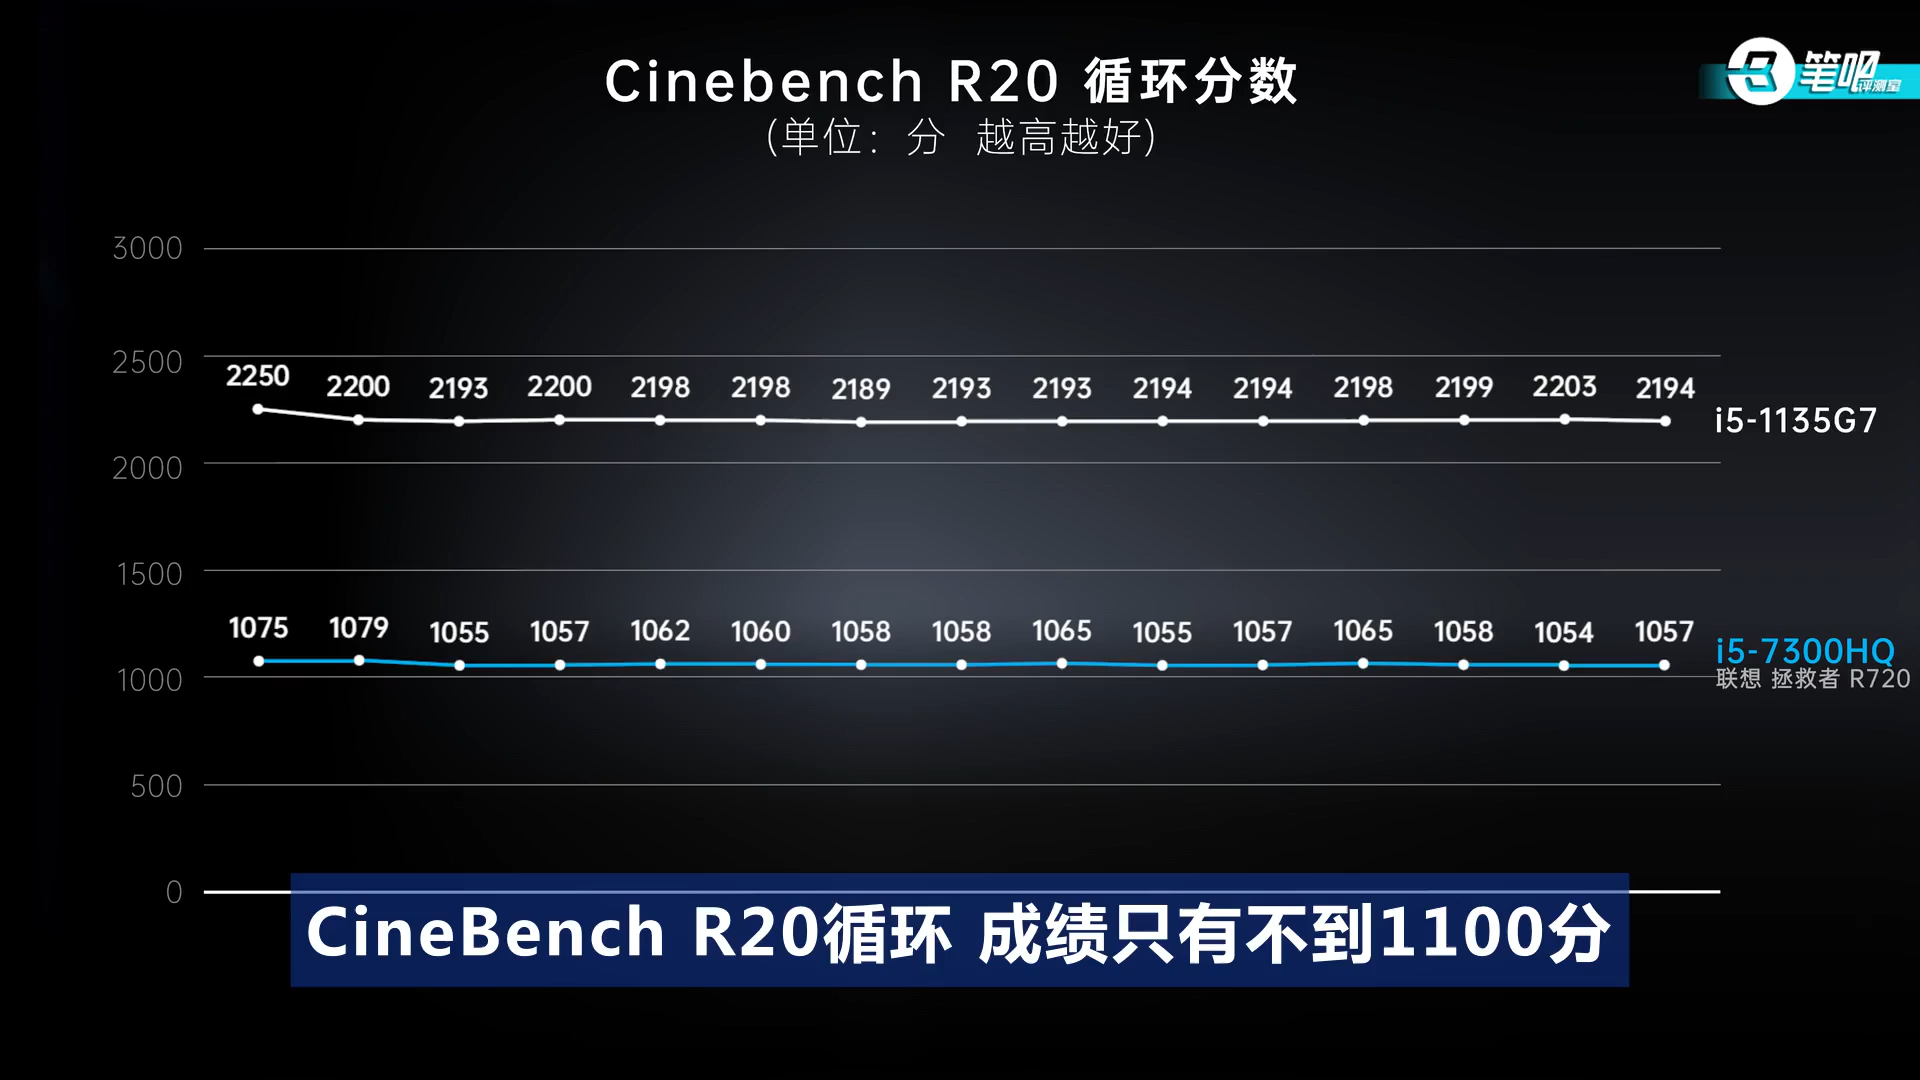 Cinebench R20 循环分数
(单位：分 越高越好)
笔吧
评测室
3000
2500
2250 2200 2193 2200 2198 2198 2189 2193 2193 2194 2194 2198 2199 2203 2194
i5-1135G7
2000
1500
1075 1079 1055 1057 1062 1060 1058 1058 1065 1055 1057 1065 1058 1054 1057
i5-7300HQ
联想 拯救者 R720
1000
500
0
CineBench R20循环 成绩只有不到1100分